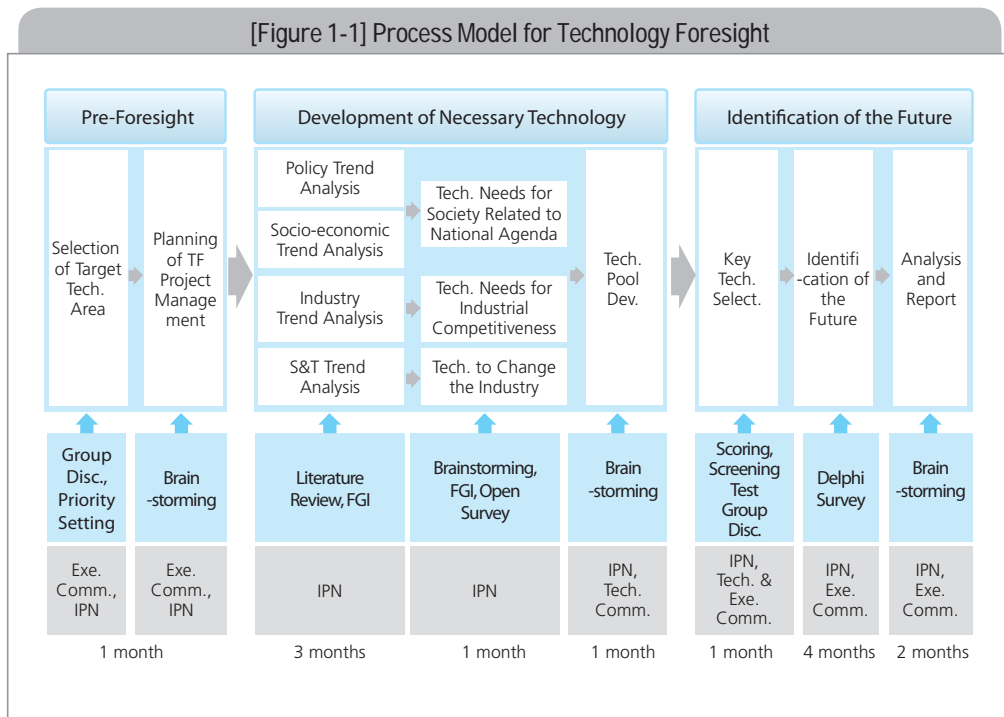 [Figure 1-1] Process Model for Technology Foresight
Pre-Foresight
Development of Necessary Technology
Identification of the Future
Selection
of Target
Tech.
Area
Planning
of TF
Project
Manage
ment
Policy Trend
Analysis
Socio-economic
Trend Analysis
Industry
Trend Analysis
S&T Trend
Analysis
Tech. Needs for
Society Related to
National Agenda
Tech. Needs for
Industrial
Competitiveness
Tech. to Change
the Industry
Tech.
Pool
Dev.
Key
Tech.
Select.
Identifi
-cation of
the
Future
Analysis
and
Report
Group
Disc.,
Priority
Setting
Brain
-storming
Literature
Review, FGI
Brainstorming,
FGI, Open
Survey
Brain
-storming
Scoring,
Screening
Test
Group
Disc.
Delphi
Survey
Brain
-storming
Exe.
Comm.,
IPN
Exe.
Comm.,
IPN
IPN
IPN
IPN,
Tech.
Comm.
IPN,
Tech. &
Exe.
Comm.
IPN,
Exe.
Comm.
IPN,
Exe.
Comm.
1 month
3 months
1 month
1 month
1 month
4 months
2 months